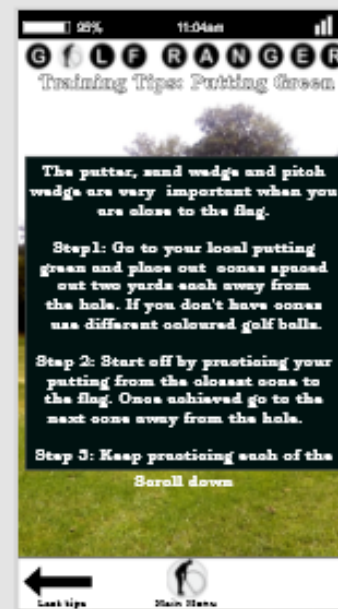 95% 11:04am
G LF RANGER
Training Tips: Putting Green
The putter, sand wedge and pitch
wedge are very important when you
are close to the flag.
Step1: Go to your local putting
green and place out cones spaced
out two yards each away from
the hole. If you don't have cones
use different coloured golf balls.
Step 2: Start off by practicing your
putting from the closest cone to
the flag. Once achieved go to the
next cone away from the hole.
Step 3: Keep practicing each of the
Scroll down
Last tips Main Menu